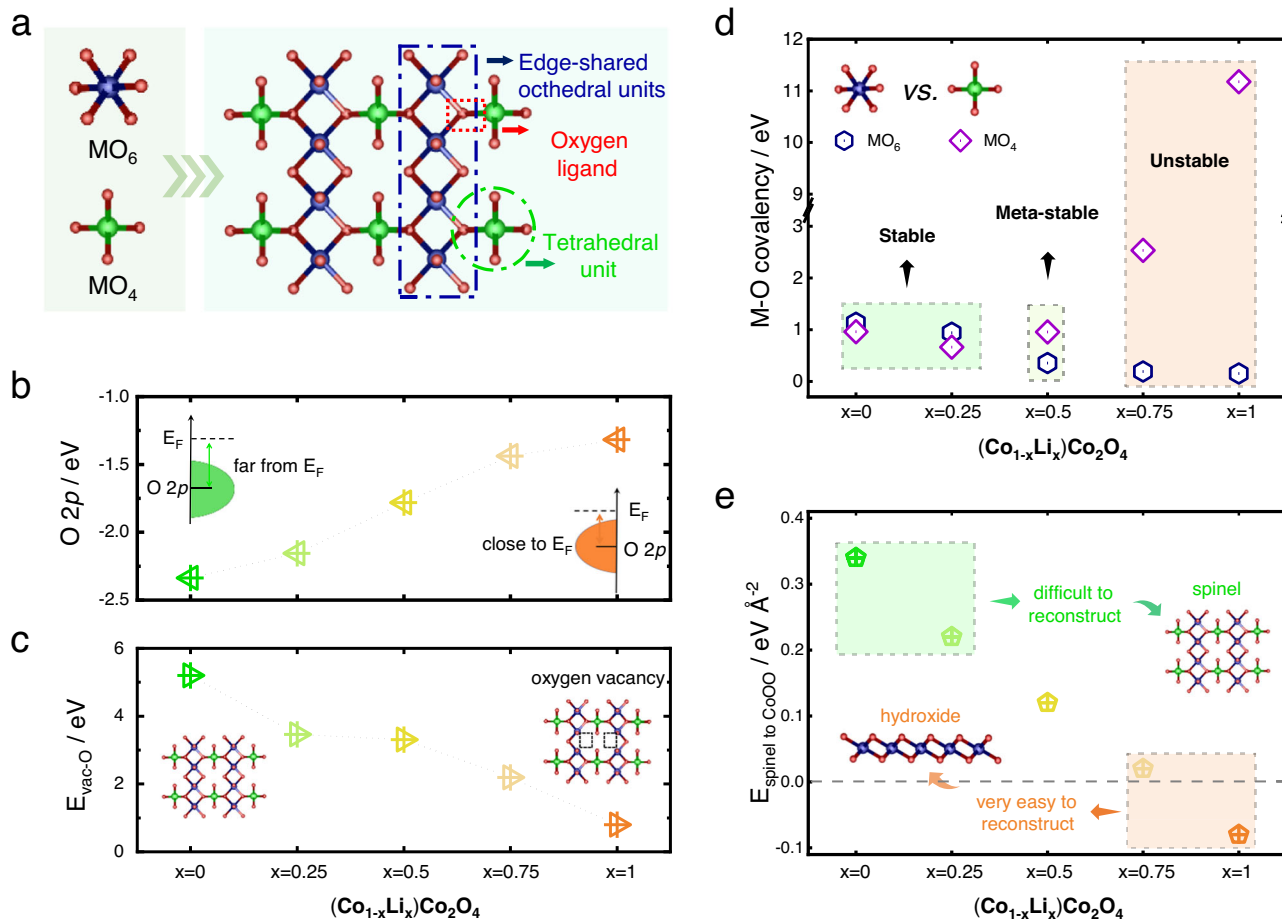 a
MO6
MO4
Edge-shared
octhedral units
Oxygen
ligand
Tetrahedral
unit
b
O 2p / eV
-1.0
-1.5
-2.0
-2.5
EF
far from EF
O 2p
EF
close to EF
O 2p
c
Evac-O / eV
6
4
2
0
oxygen vacancy
x=0
x=0.25
x=0.5
x=0.75
x=1
(Co1-xLix)Co2O4
d
M-O covalency / eV
12
11
10
9
3
2
1
0
VS.
MO6
MO4
Stable
Meta-stable
Unstable
x=0
x=0.25
x=0.5
x=0.75
x=1
(Co1-xLix)Co2O4
e
Espinel to CoOO / eV Å-2
0.4
0.3
0.2
0.1
0.0
-0.1
difficult to
reconstruct
spinel
hydroxide
very easy to
reconstruct
x=0
x=0.25
x=0.5
x=0.75
x=1
(Co1-xLix)Co2O4